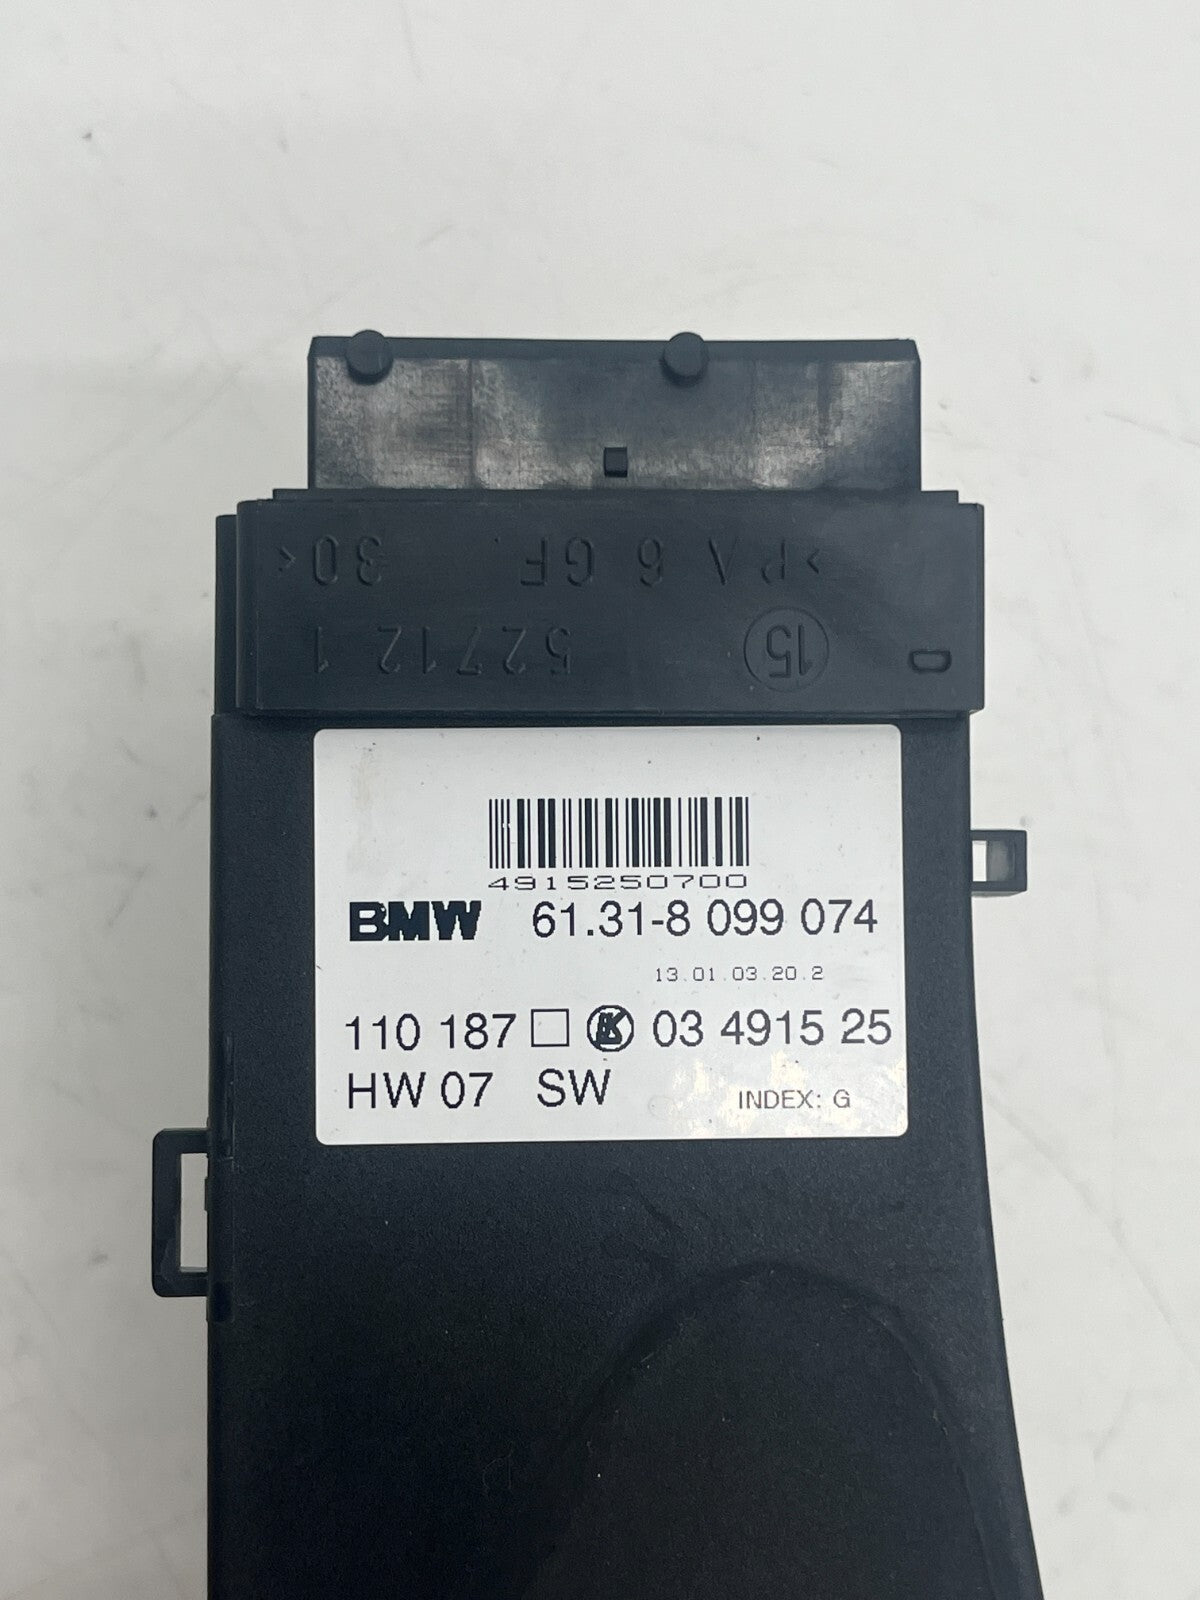 >PA 6 GF. 30<
D 15 52712 1
4915250700
BMW 61.31-8 099 074
13.01.03.20.2
110 187 03 4915 25
HW 07 SW
INDEX: G